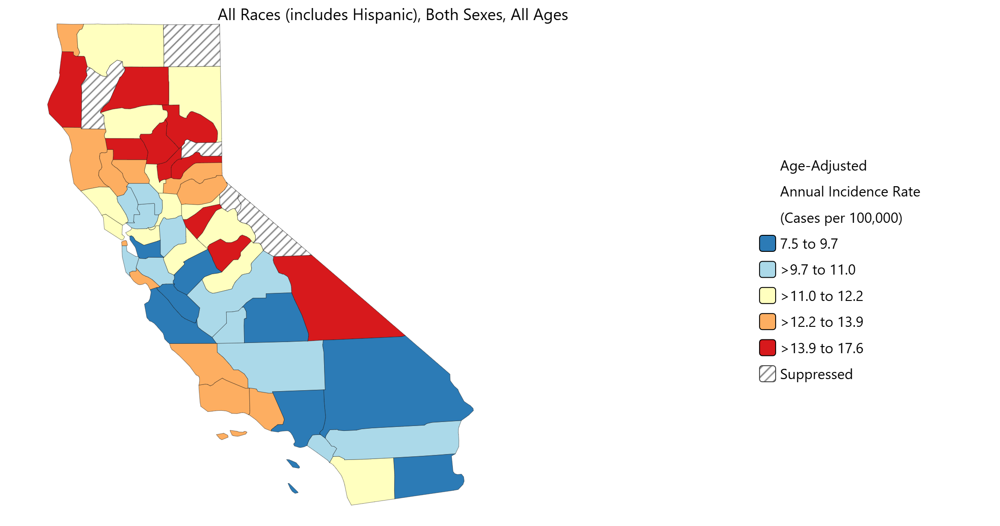 All Races (includes Hispanic), Both Sexes, All Ages
Age-Adjusted
Annual Incidence Rate
(Cases per 100,000)
7.5 to 9.7
>9.7 to 11.0
>11.0 to 12.2
>12.2 to 13.9
>13.9 to 17.6
Suppressed